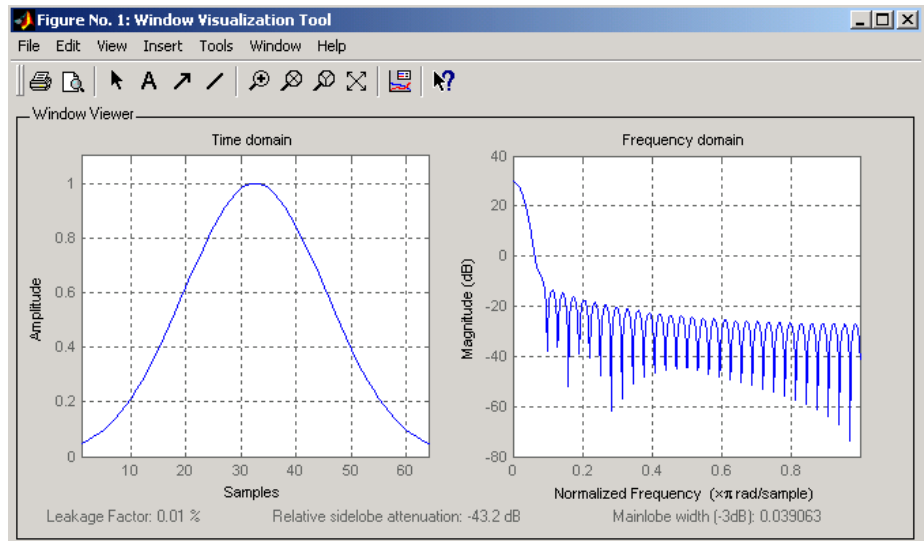 Figure No. 1: Window Visualization Tool
File Edit View Insert Tools Window Help
A
Window Viewer
Time domain
Frequency domain
1
0.8
0.6
0.4
0.2
0
Amplitude
10 20 30 40 50 60
Samples
40
20
0
-20
-40
-60
-80
Magnitude (dB)
0 0.2 0.4 0.6 0.8
Normalized Frequency (×π rad/sample)
Leakage Factor: 0.01 % Relative sidelobe attenuation: -43.2 dB Mainlobe width (-3dB): 0.039063